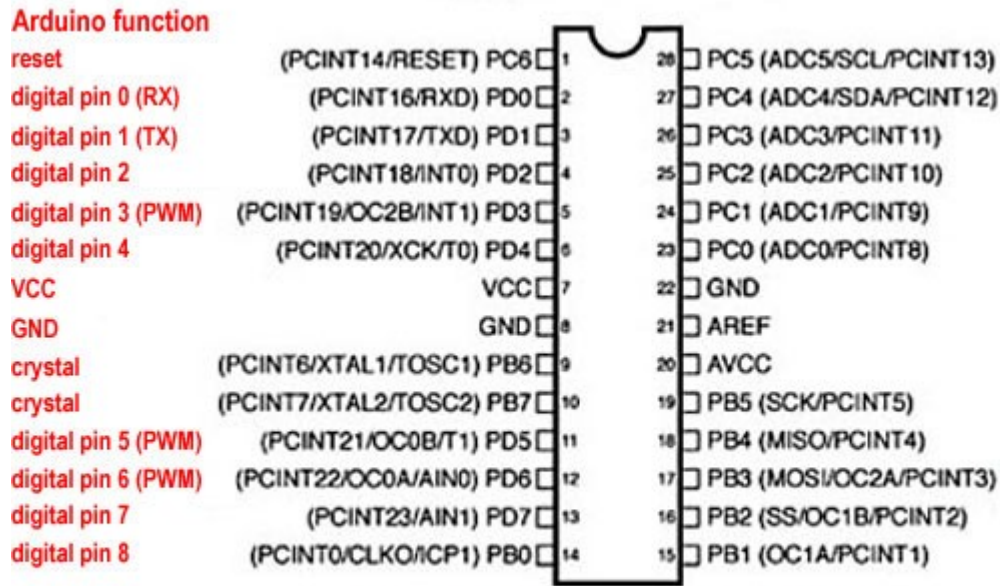 Arduino function
reset (PCINT14/RESET) PC6 1 28 PC5 (ADC5/SCL/PCINT13)
digital pin 0 (RX) (PCINT16/RXD) PD0 2 27 PC4 (ADC4/SDA/PCINT12)
digital pin 1 (TX) (PCINT17/TXD) PD1 3 26 PC3 (ADC3/PCINT11)
digital pin 2 (PCINT18/INT0) PD2 4 25 PC2 (ADC2/PCINT10)
digital pin 3 (PWM) (PCINT19/OC2B/INT1) PD3 5 24 PC1 (ADC1/PCINT9)
digital pin 4 (PCINT20/XCK/T0) PD4 6 23 PC0 (ADC0/PCINT8)
VCC VCC 7 22 GND
GND GND 8 21 AREF
crystal (PCINT6/XTAL1/TOSC1) PB6 9 20 AVCC
crystal (PCINT7/XTAL2/TOSC2) PB7 10 19 PB5 (SCK/PCINT5)
digital pin 5 (PWM) (PCINT21/OC0B/T1) PD5 11 18 PB4 (MISO/PCINT4)
digital pin 6 (PWM) (PCINT22/OC0A/AIN0) PD6 12 17 PB3 (MOSI/OC2A/PCINT3)
digital pin 7 (PCINT23/AIN1) PD7 13 16 PB2 (SS/OC1B/PCINT2)
digital pin 8 (PCINT0/CLKO/ICP1) PB0 14 15 PB1 (OC1A/PCINT1)